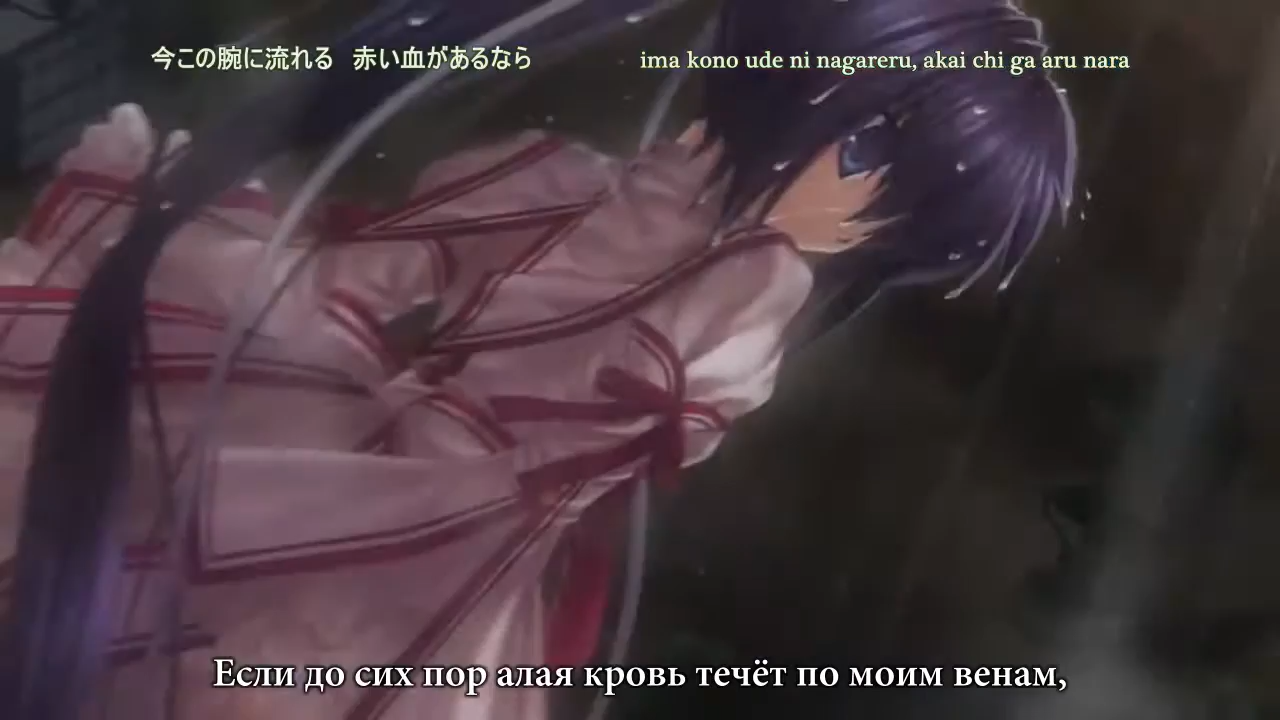 今この腕に流れる　赤い血があるなら
ima kono ude ni nagareru, akai chi ga aru nara
Если до сих пор алая кровь течёт по моим венам,